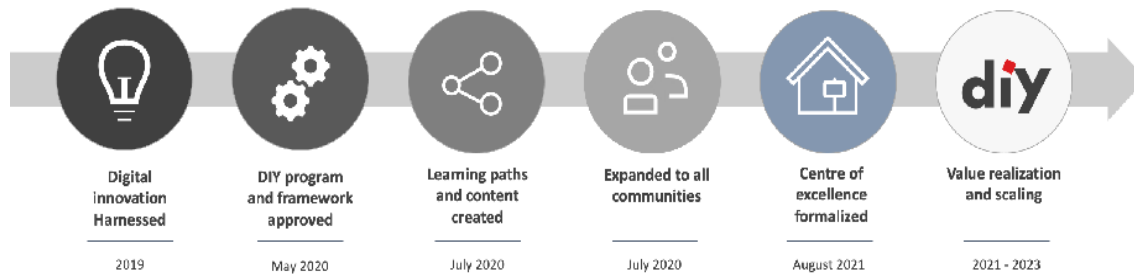 diy
Digital
innovation
Harnessed
2019
DIY program
and framework
approved
May 2020
Learning paths
and content
created
July 2020
Expanded to all
communities
July 2020
Centre of
excellence
formalized
August 2021
Value realization
and scaling
2021 - 2023